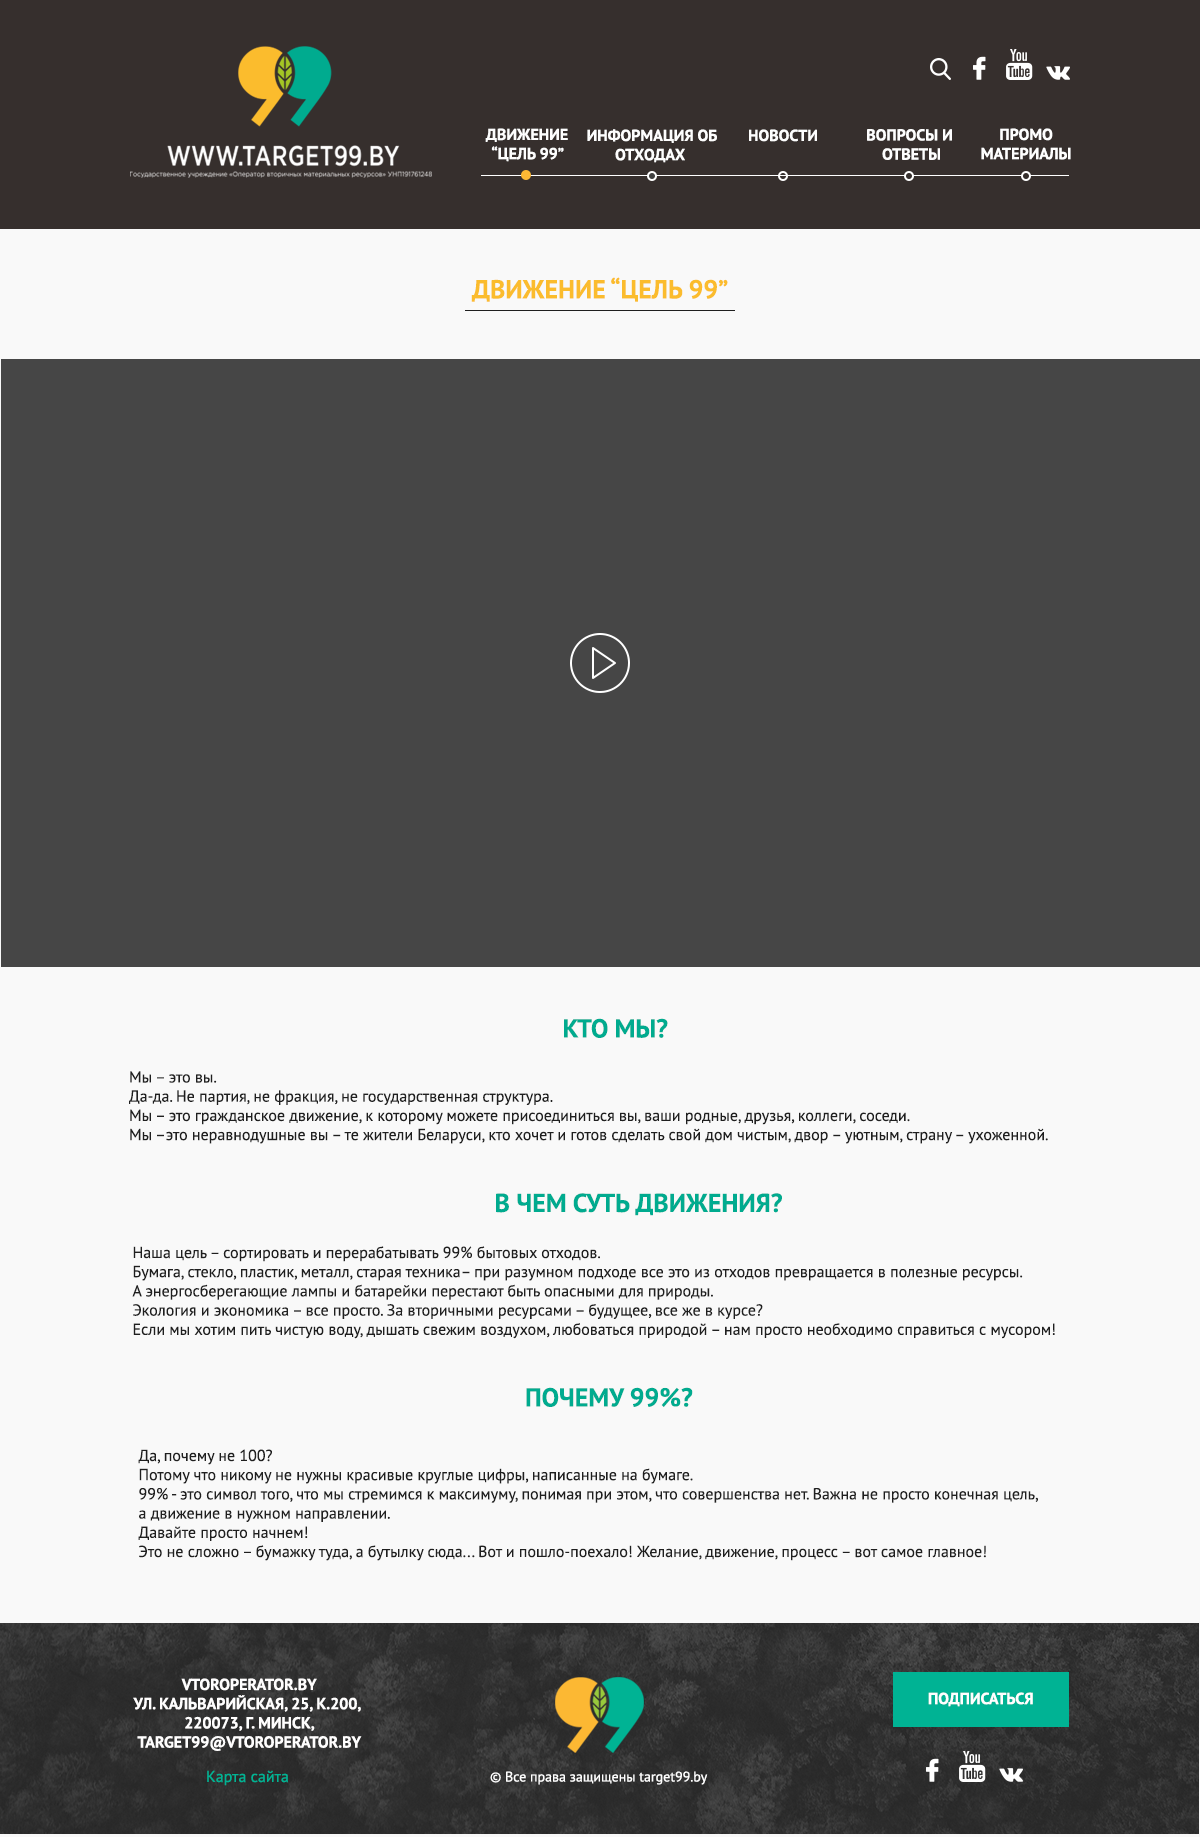 WWW.TARGET99.BY
Государственное учреждение «Оператор вторичных материальных ресурсов» УНП191761248
You
Tube
ДВИЖЕНИЕ
“ЦЕЛЬ 99”
ИНФОРМАЦИЯ ОБ
ОТХОДАХ
НОВОСТИ
ВОПРОСЫ И
ОТВЕТЫ
ПРОМО
МАТЕРИАЛЫ
ДВИЖЕНИЕ “ЦЕЛЬ 99”
КТО МЫ?
Мы – это вы.
Да-да. Не партия, не фракция, не государственная структура.
Мы – это гражданское движение, к которому можете присоединиться вы, ваши родные, друзья, коллеги, соседи.
Мы –это неравнодушные вы – те жители Беларуси, кто хочет и готов сделать свой дом чистым, двор – уютным, страну – ухоженной.
В ЧЕМ СУТЬ ДВИЖЕНИЯ?
Наша цель – сортировать и перерабатывать 99% бытовых отходов.
Бумага, стекло, пластик, металл, старая техника– при разумном подходе все это из отходов превращается в полезные ресурсы.
А энергосберегающие лампы и батарейки перестают быть опасными для природы.
Экология и экономика – все просто. За вторичными ресурсами – будущее, все же в курсе?
Если мы хотим пить чистую воду, дышать свежим воздухом, любоваться природой – нам просто необходимо справиться с мусором!
ПОЧЕМУ 99%?
Да, почему не 100?
Потому что никому не нужны красивые круглые цифры, написанные на бумаге.
99% - это символ того, что мы стремимся к максимуму, понимая при этом, что совершенства нет. Важна не просто конечная цель,
а движение в нужном направлении.
Давайте просто начнем!
Это не сложно – бумажку туда, а бутылку сюда... Вот и пошло-поехало! Желание, движение, процесс – вот самое главное!
VTOROPERATOR.BY
УЛ. КАЛЬВАРИЙСКАЯ, 25, К.200,
220073, Г. МИНСК,
TARGET99@VTOROPERATOR.BY
Карта сайта
© Все права защищены target99.by
ПОДПИСАТЬСЯ
You
Tube